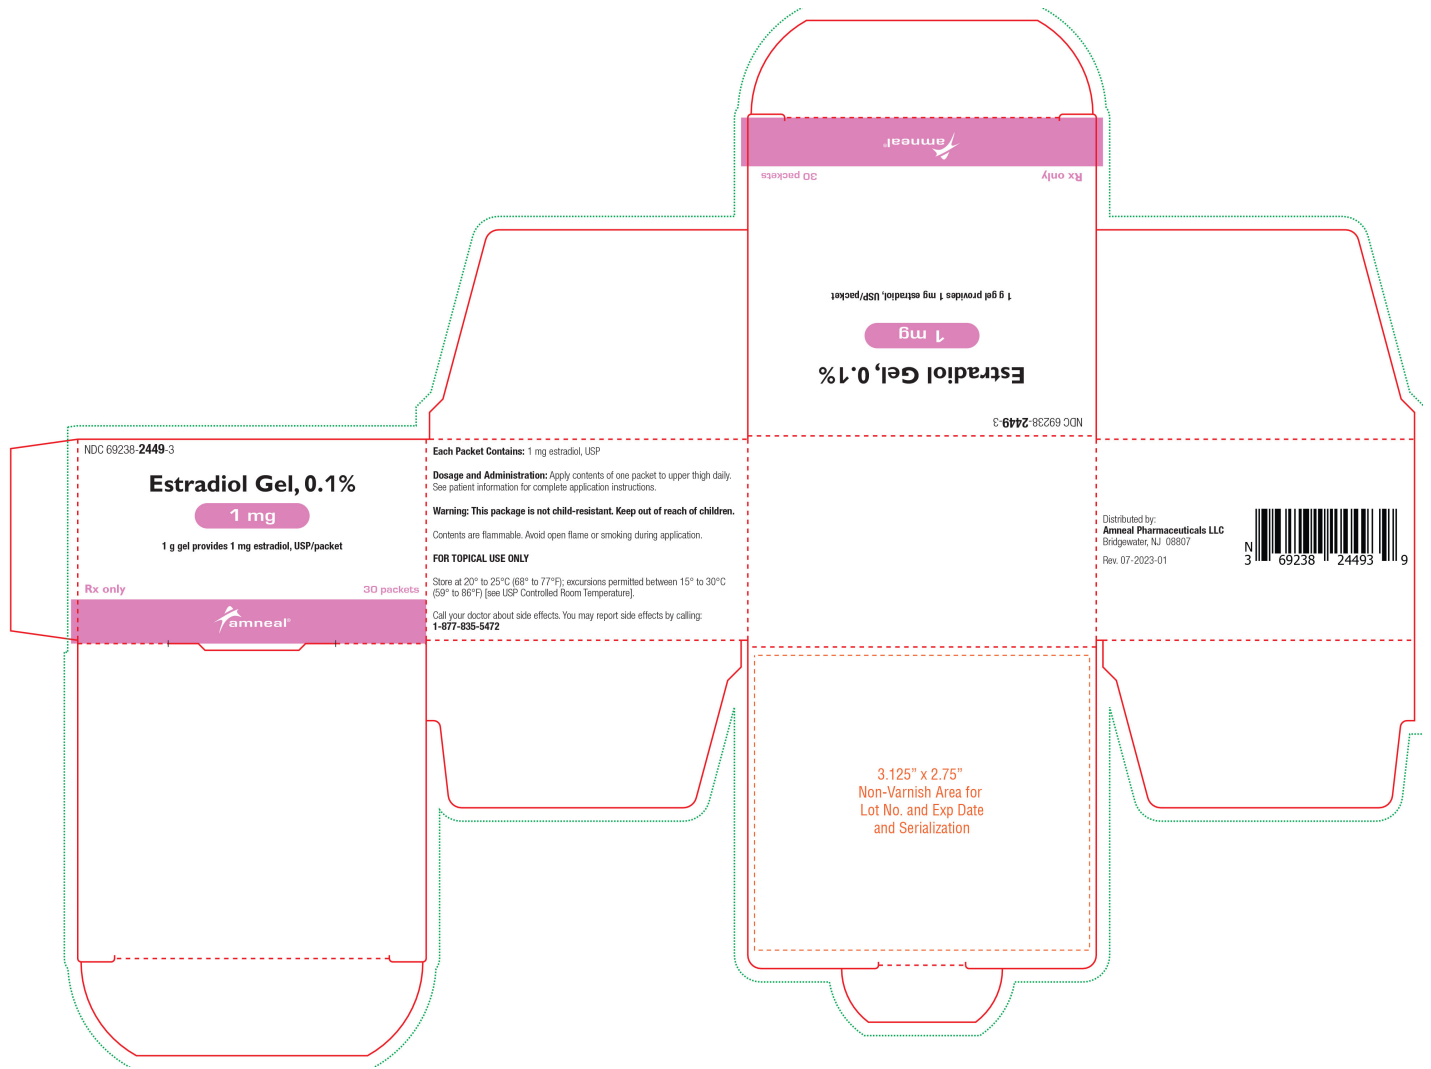 amneal®
30 packets
Rx only
1 g gel provides 1 mg estradiol, USP/packet
1 mg
Estradiol Gel, 0.1%
NDC 69238-2449-3
NDC 69238-2449-3
Estradiol Gel, 0.1%
1 mg
1 g gel provides 1 mg estradiol, USP/packet
Rx only
30 packets
amneal®
Each Packet Contains: 1 mg estradiol, USP
Dosage and Administration: Apply contents of one packet to upper thigh daily.
See patient information for complete application instructions.
Warning: This package is not child-resistant. Keep out of reach of children.
Contents are flammable. Avoid open flame or smoking during application.
FOR TOPICAL USE ONLY
Store at 20° to 25°C (68° to 77°F); excursions permitted between 15° to 30°C
(59° to 86°F) [see USP Controlled Room Temperature].
Call your doctor about side effects. You may report side effects by calling:
1-877-835-5472
Distributed by:
Amneal Pharmaceuticals LLC
Bridgewater, NJ 08807
Rev. 07-2023-01
N
3 69238 24493 9
3.125” x 2.75”
Non-Varnish Area for
Lot No. and Exp Date
and Serialization